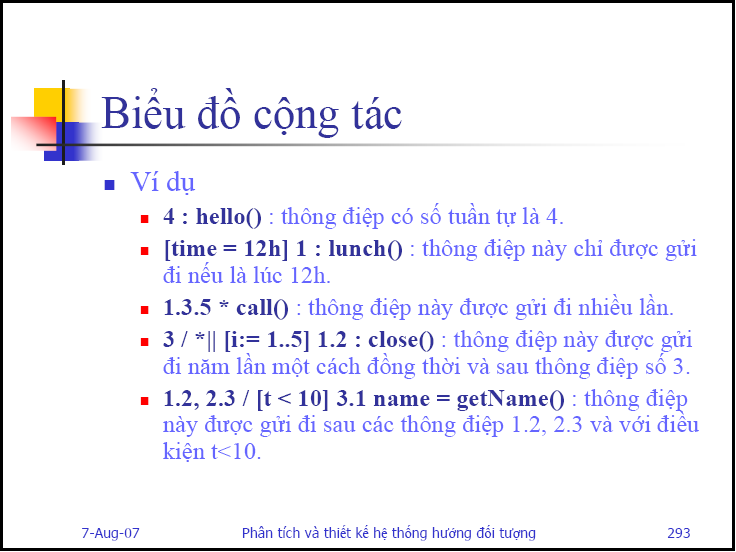 Biểu đồ cộng tác
Ví dụ
4 : hello() : thông điệp có số tuần tự là 4.
[time = 12h] 1 : lunch() : thông điệp này chỉ được gửi
đi nếu là lúc 12h.
1.3.5 * call() : thông điệp này được gửi đi nhiều lần.
3 / *|| [i:= 1..5] 1.2 : close() : thông điệp này được gửi
đi năm lần một cách đồng thời và sau thông điệp số 3.
1.2, 2.3 / [t < 10] 3.1 name = getName() : thông điệp
này được gửi đi sau các thông điệp 1.2, 2.3 và với điều
kiện t<10.
7-Aug-07 Phân tích và thiết kế hệ thống hướng đối tượng 293